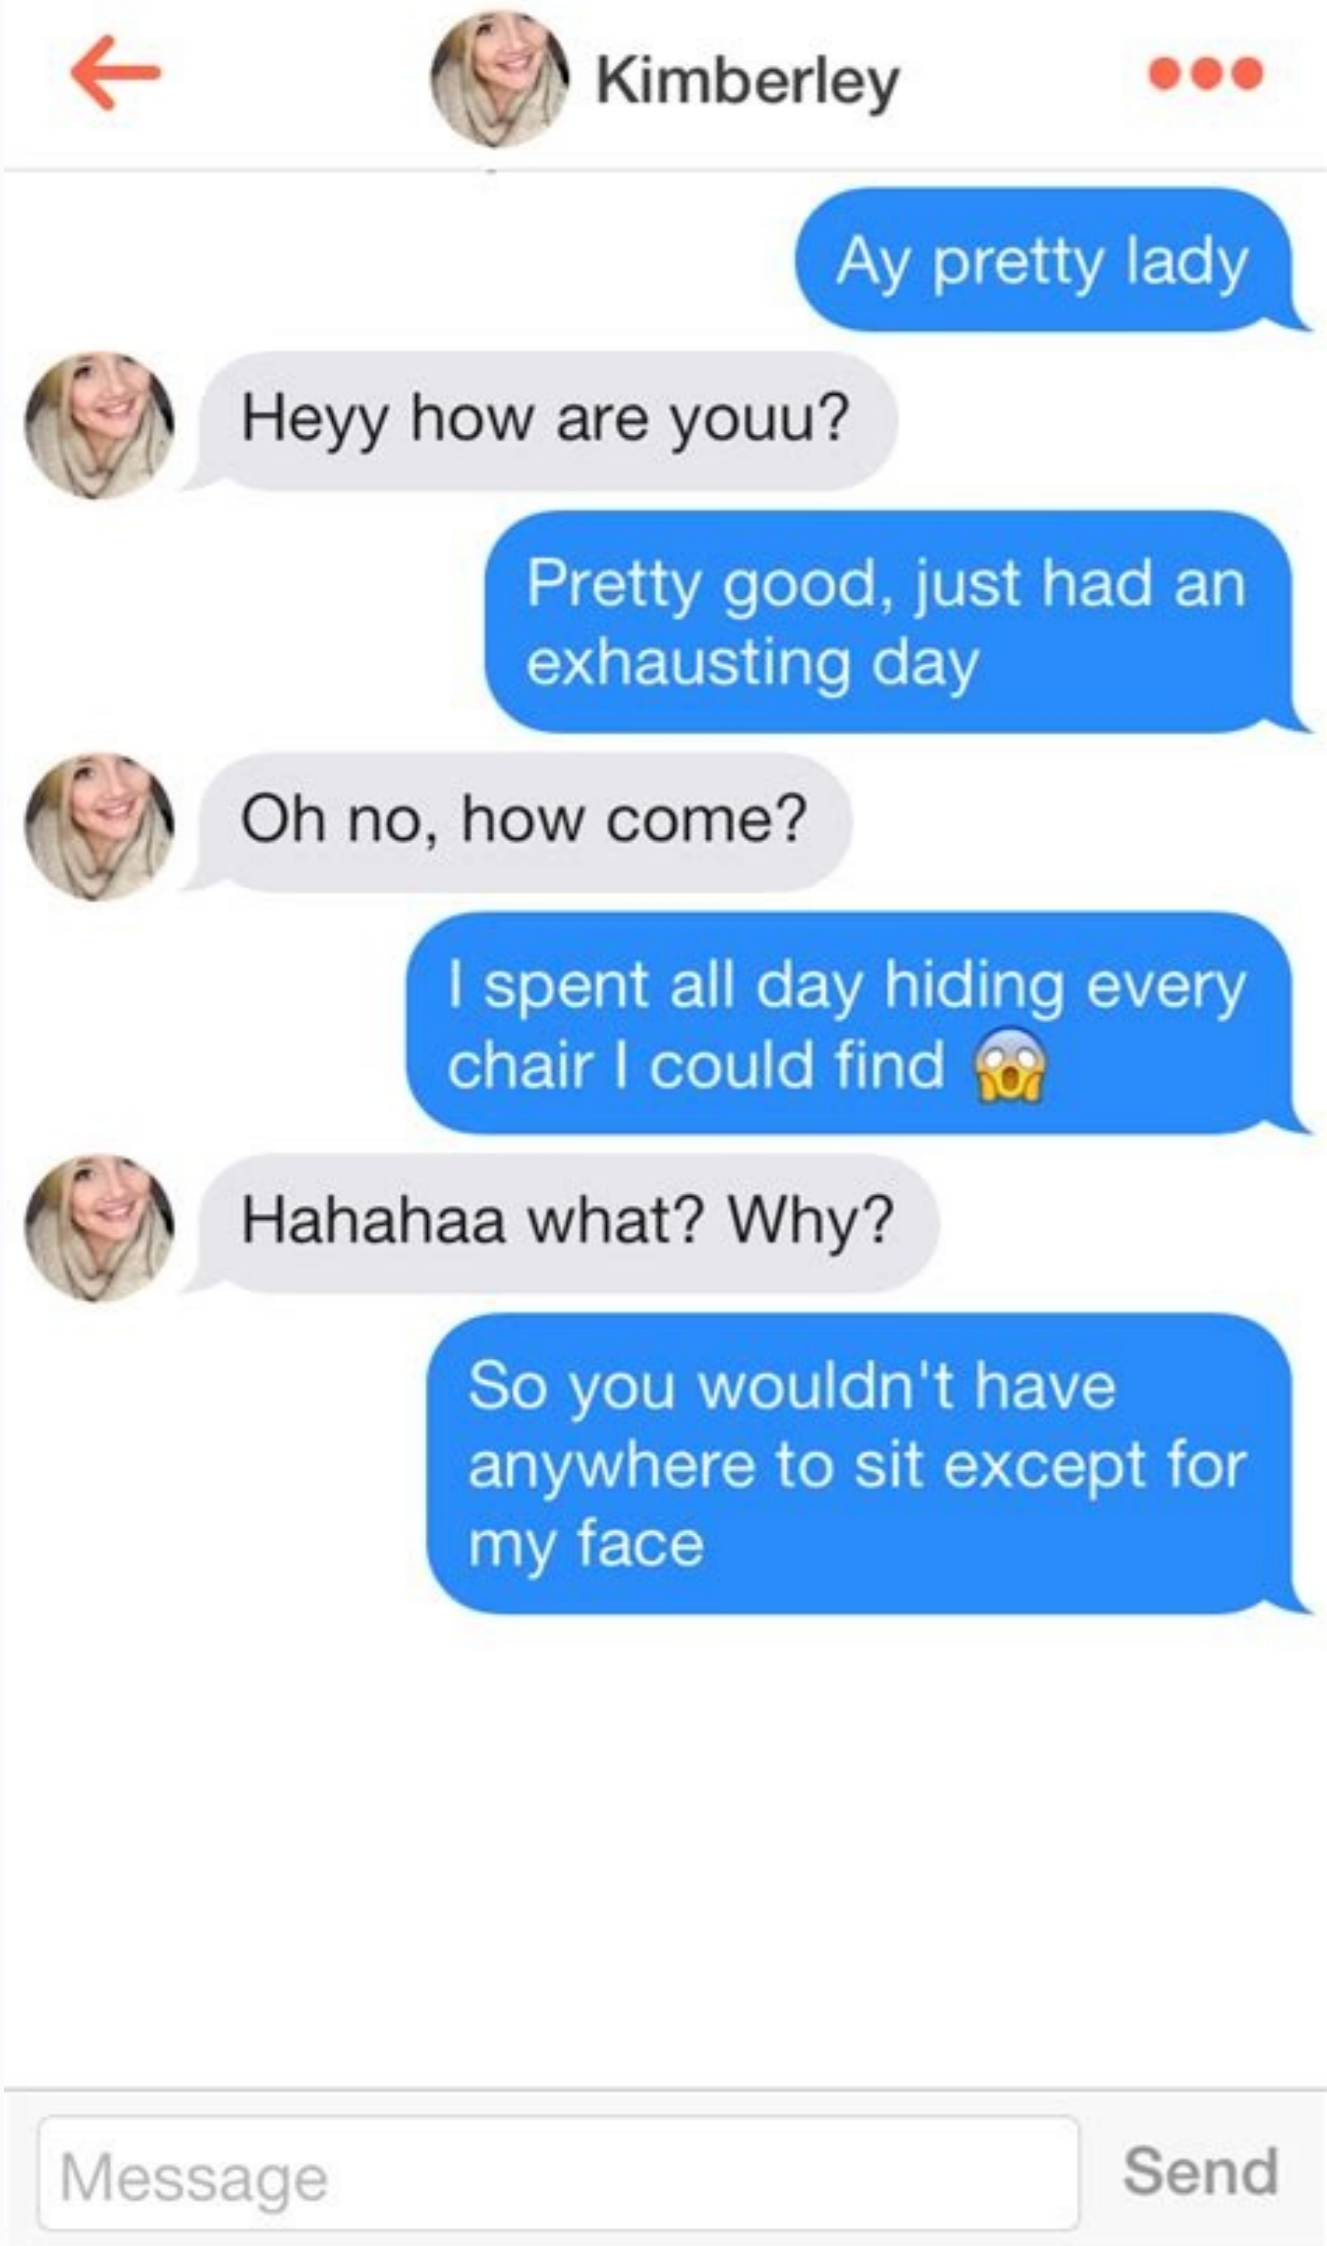 Kimberley
Ay pretty lady
Heyy how are youu?
Pretty good, just had an
exhausting day
Oh no, how come?
I spent all day hiding every
chair I could find 😱
Hahahaa what? Why?
So you wouldn't have
anywhere to sit except for
my face
Message
Send